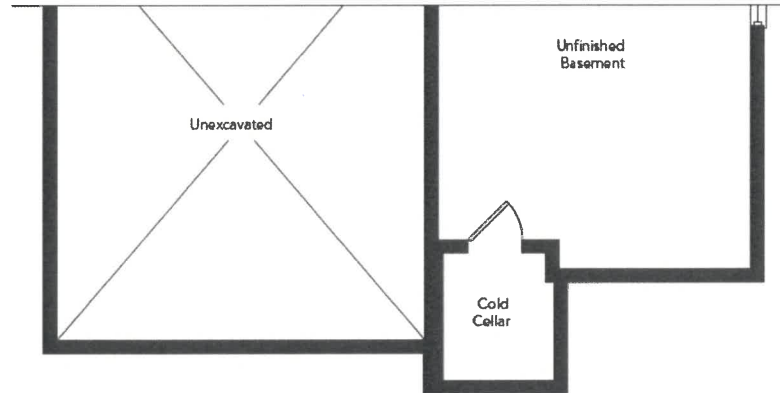 Unfinished
Basement
Unexcavated
Cold
Cellar